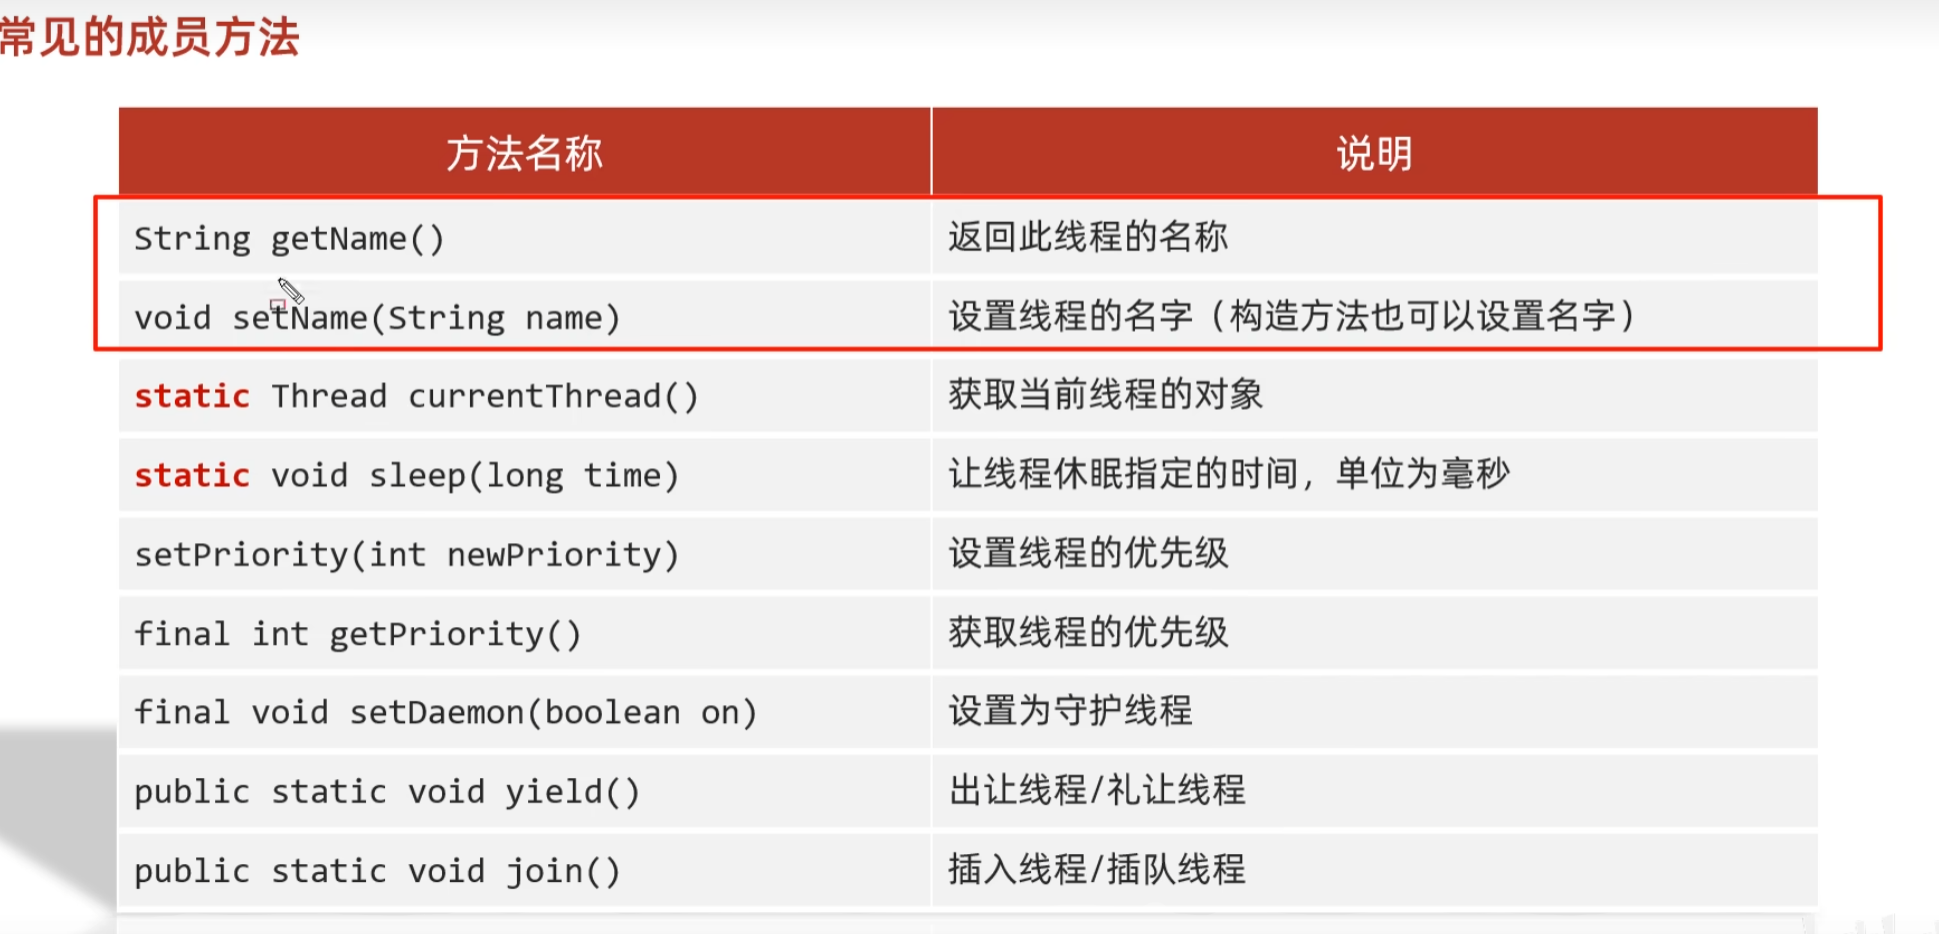 常见的成员方法
方法名称 说明
String getName() 返回此线程的名称
void setName(String name) 设置线程的名字（构造方法也可以设置名字）
static Thread currentThread() 获取当前线程的对象
static void sleep(long time) 让线程休眠指定的时间，单位为毫秒
setPriority(int newPriority) 设置线程的优先级
final int getPriority() 获取线程的优先级
final void setDaemon(boolean on) 设置为守护线程
public static void yield() 出让线程/礼让线程
public static void join() 插入线程/插队线程